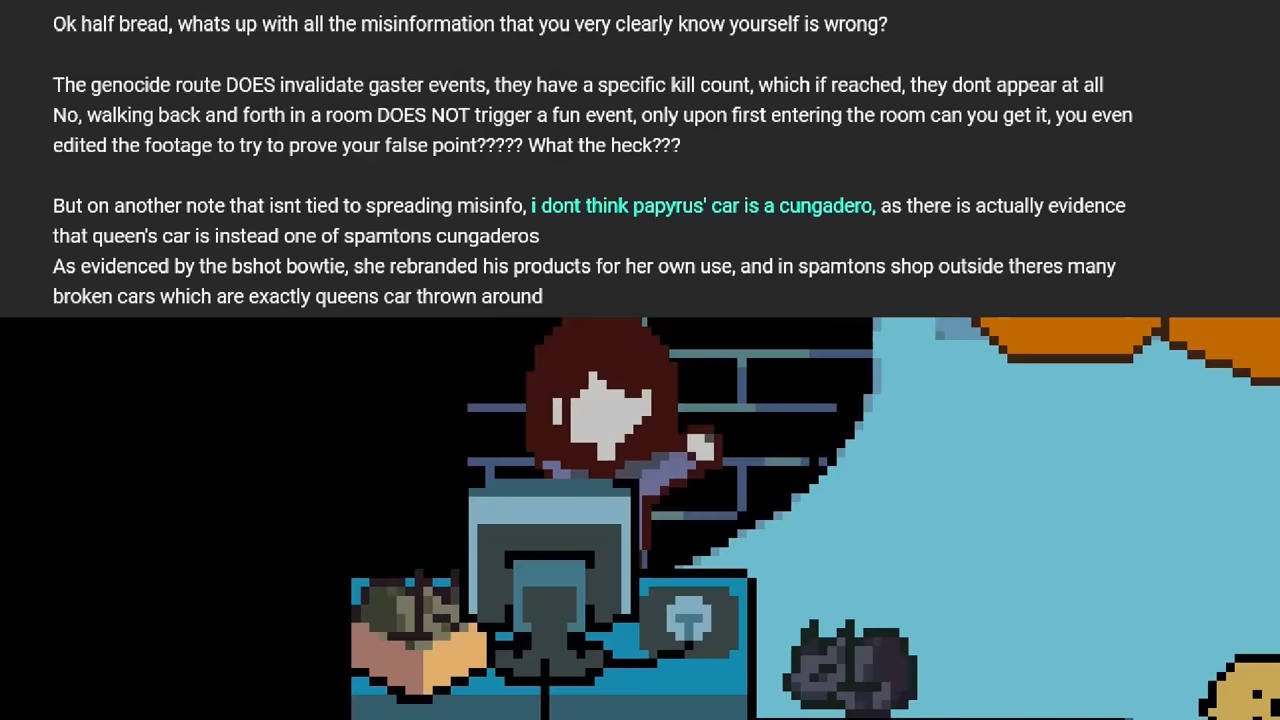 Ok half bread, whats up with all the misinformation that you very clearly know yourself is wrong?
The genocide route DOES invalidate gaster events, they have a specific kill count, which if reached, they dont appear at all
No, walking back and forth in a room DOES NOT trigger a fun event, only upon first entering the room can you get it, you even
edited the footage to try to prove your false point????? What the heck???
But on another note that isnt tied to spreading misinfo, i dont think papyrus' car is a cungadero, as there is actually evidence
that queen's car is instead one of spamtons cungaderos
As evidenced by the bshot bowtie, she rebranded his products for her own use, and in spamtons shop outside theres many
broken cars which are exactly queens car thrown around